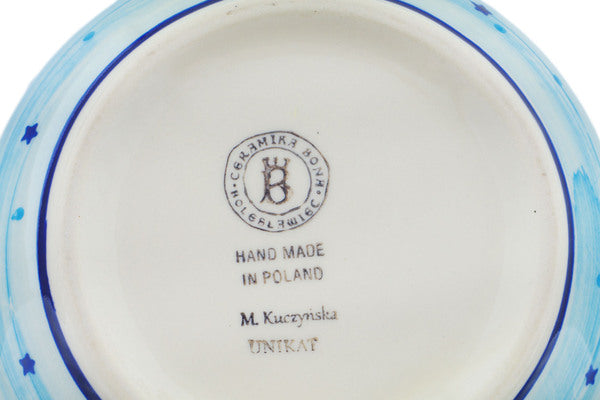 CERAMIKA BONA
BOLESŁAWIEC
B
HAND MADE
IN POLAND
M. Kuczyńska
UNIKAT